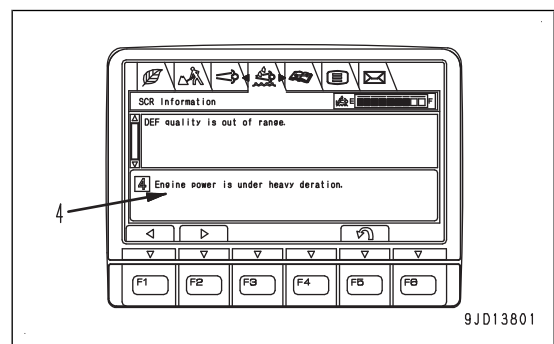 SCR Information
E F
DEF quality is out of range.
4 Engine power is under heavy deration.
4
F1 F2 F3 F4 F5 F6
9JD13801